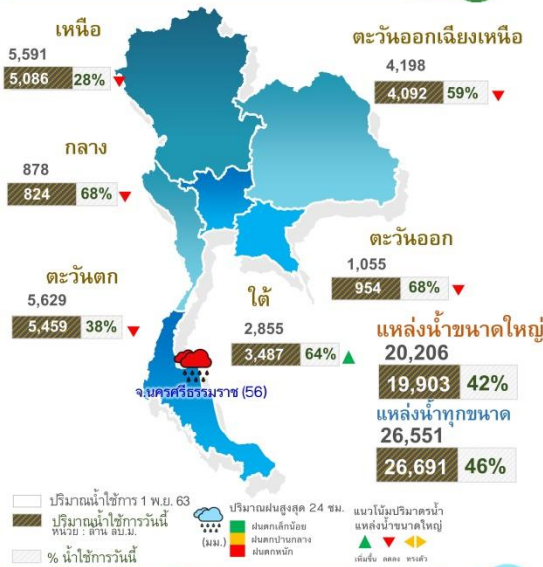 เหนือ
5,591
5,086 28%
ตะวันออกเฉียงเหนือ
4,198
4,092 59%
กลาง
878
824 68%
ตะวันออก
1,055
954 68%
ตะวันตก
5,629
5,459 38%
ใต้
2,855
3,487 64%
จ.นครศรีธรรมราช (56)
แหล่งน้ำขนาดใหญ่
20,206
19,903 42%
แหล่งน้ำทุกขนาด
26,551
26,691 46%
ปริมาณน้ำใช้การ 1 พ.ย. 63
ปริมาณน้ำใช้การวันนี้
หน่วย : ล้าน ลบ.ม.
% น้ำใช้การวันนี้
ปริมาณฝนสูงสุด 24 ชม.
(มม.)
ฝนตกเล็กน้อย
ฝนตกปานกลาง
ฝนตกหนัก
แนวโน้มปริมาตรน้ำ
แหล่งน้ำขนาดใหญ่
เพิ่มขึ้น ลดลง ทรงตัว